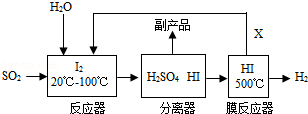 H₂O
副产品
X
SO₂
I₂
20℃-100℃
H₂SO₄ HI
HI
500℃
H₂
反应器
分离器
膜反应器